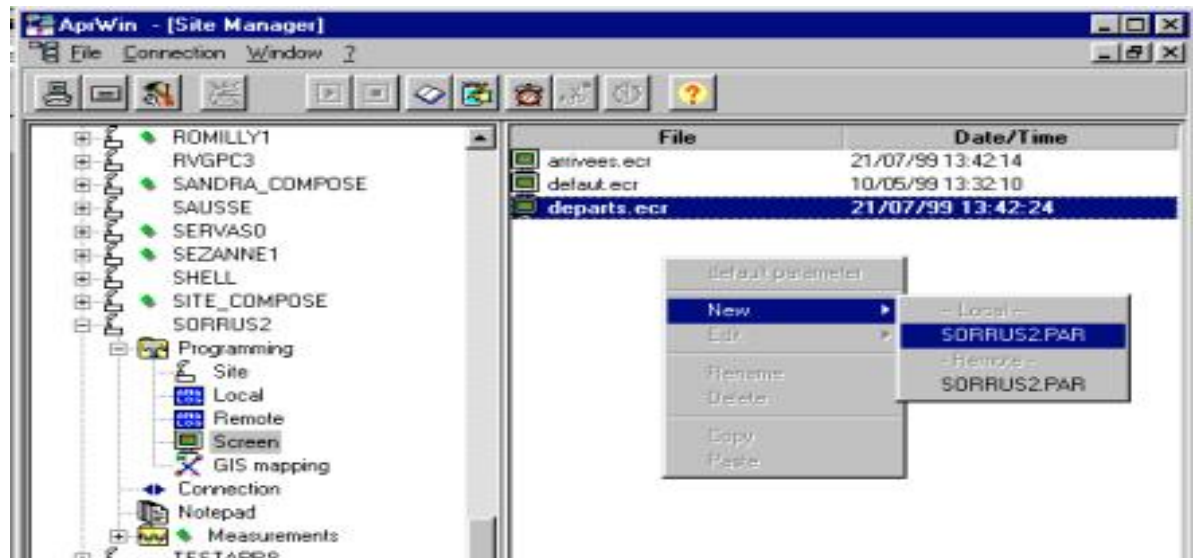 ApiWin - [Site Manager]
File Connection Window ?
ROMILLY1
RVGPC3
SANDRA_COMPOSE
SAUSSE
SERVAS0
SEZANNE1
SHELL
SITE_COMPOSE
SORRUS2
Programming
Site
Local
Remote
Screen
GIS mapping
Connection
Notepad
Measurements
File Date/Time
arrivees.ecr 21/07/99 13:42:14
defaut.ecr 10/05/99 13:32:10
departs.ecr 21/07/99 13:42:24
default parameter
New
Edit
Rename
Delete
Copy
Paste
- Local -
SORRUS2.PAR
- Remote -
SORRUS2.PAR